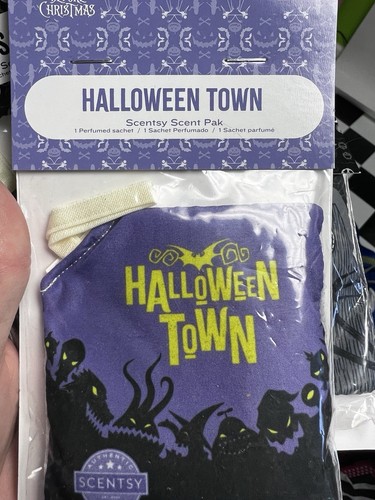 CHRISTMAS
HALLOWEEN TOWN
Scentsy Scent Pak
1 Perfumed sachet / 1 Sachet Perfumado / 1 Sachet parfumé
HALLOWEEN
TOWN
AUTHENTIC
SCENTSY